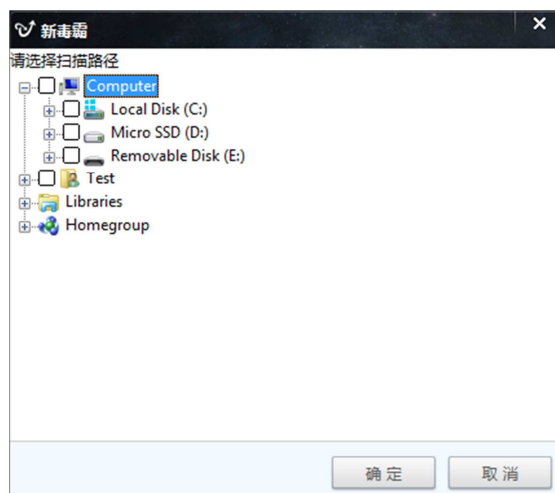 新毒霸
请选择扫描路径
Computer
Local Disk (C:)
Micro SSD (D:)
Removable Disk (E:)
Test
Libraries
Homegroup
确 定 取 消